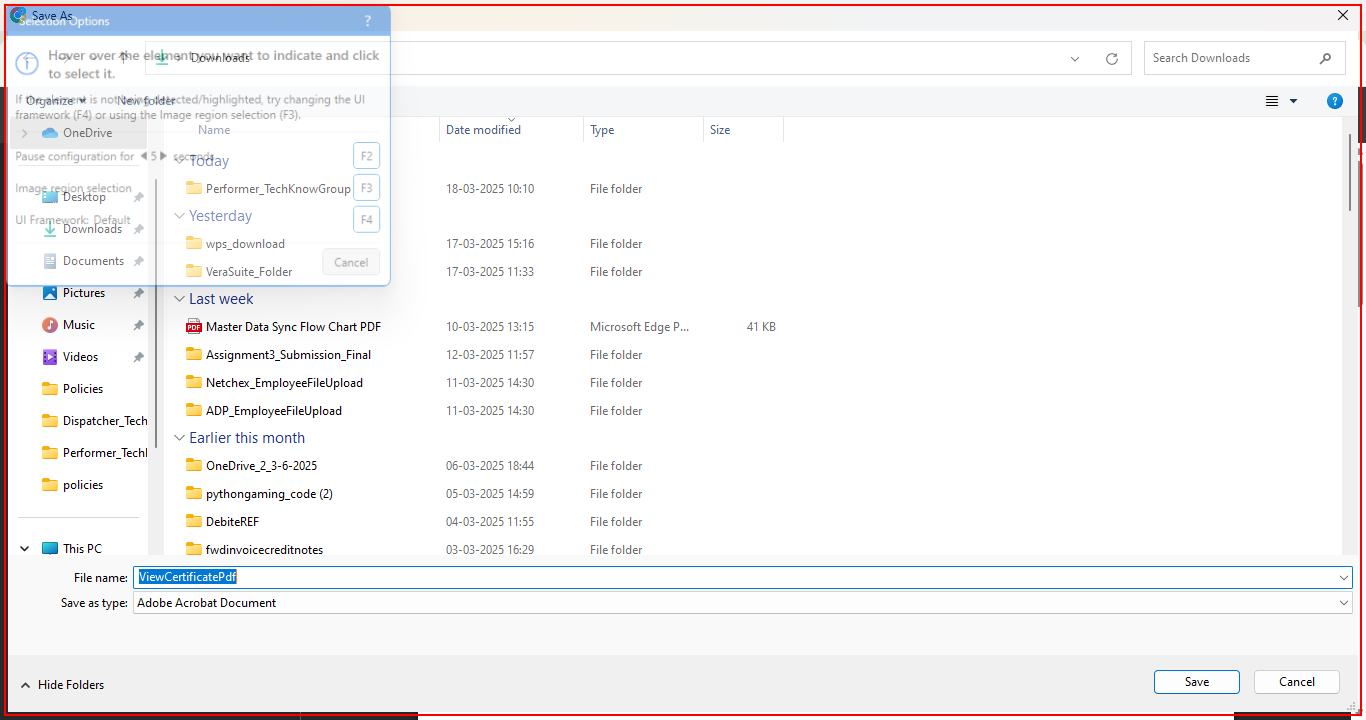 Save As
Selection Options
?
Hover over the element you want to indicate and click
to select it.
Downloads
Search Downloads
If the element is not being detected/highlighted, try changing the UI
framework (F4) or using the Image region selection (F3).
Organize
New folder
?
OneDrive
Name
Date modified
Type
Size
Pause configuration for
5
seconds
F2
Today
Image region selection
F3
Performer_TechKnowGroup
18-03-2025 10:10
File folder
Desktop
UI Framework: Default
F4
Yesterday
Downloads
wps_download
17-03-2025 15:16
File folder
Documents
Cancel
VeraSuite_Folder
17-03-2025 11:33
File folder
Pictures
Last week
Music
PDF
Master Data Sync Flow Chart PDF
10-03-2025 13:15
Microsoft Edge P...
41 KB
Videos
Assignment3_Submission_Final
12-03-2025 11:57
File folder
Policies
Netchex_EmployeeFileUpload
11-03-2025 14:30
File folder
Dispatcher_Tech
ADP_EmployeeFileUpload
11-03-2025 14:30
File folder
Earlier this month
Performer_Techl
OneDrive_2_3-6-2025
06-03-2025 18:44
File folder
policies
pythongaming_code (2)
05-03-2025 14:59
File folder
DebiteREF
04-03-2025 11:55
File folder
This PC
fwdinvoicecreditnotes
03-03-2025 16:29
File folder
File name:
ViewCertificatePdf
Save as type:
Adobe Acrobat Document
Hide Folders
Save
Cancel